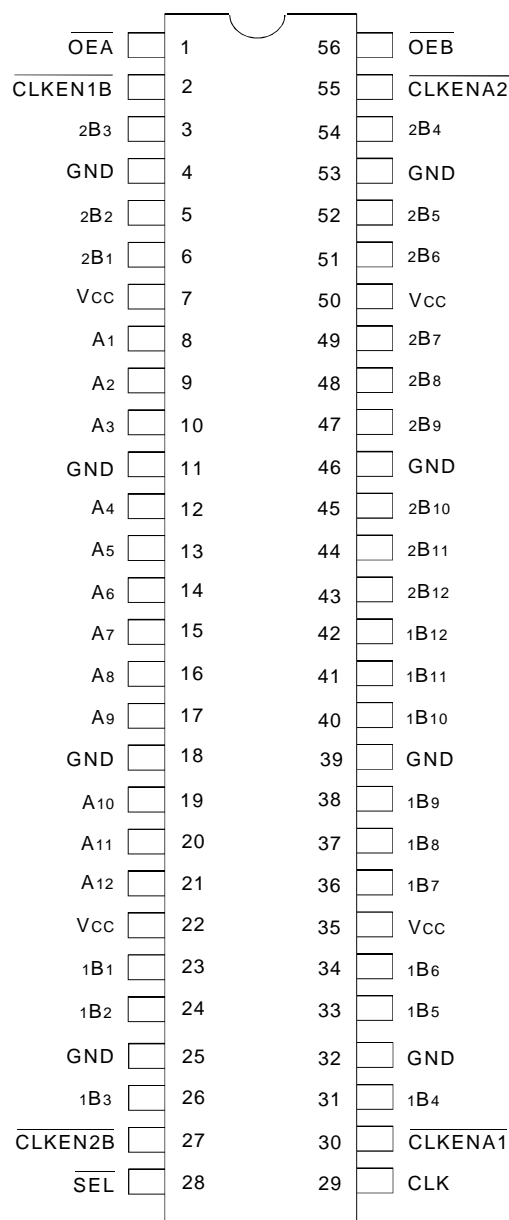 OEA 1 56 OEB
CLKEN1B 2 55 CLKENA2
2B3 3 54 2B4
GND 4 53 GND
2B2 5 52 2B5
2B1 6 51 2B6
VCC 7 50 VCC
A1 8 49 2B7
A2 9 48 2B8
A3 10 47 2B9
GND 11 46 GND
A4 12 45 2B10
A5 13 44 2B11
A6 14 43 2B12
A7 15 42 1B12
A8 16 41 1B11
A9 17 40 1B10
GND 18 39 GND
A10 19 38 1B9
A11 20 37 1B8
A12 21 36 1B7
VCC 22 35 VCC
1B1 23 34 1B6
1B2 24 33 1B5
GND 25 32 GND
1B3 26 31 1B4
CLKEN2B 27 30 CLKENA1
SEL 28 29 CLK